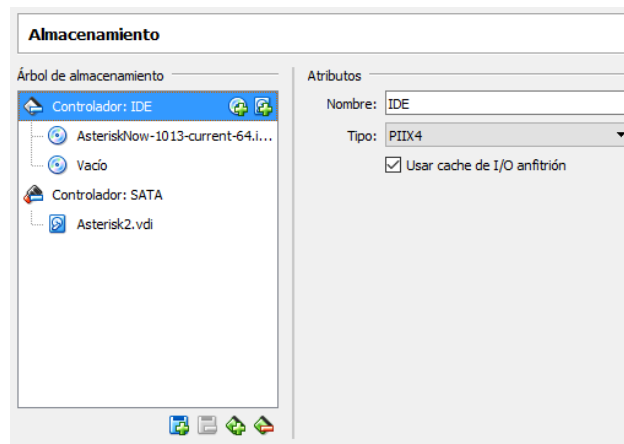 Almacenamiento
Árbol de almacenamiento
Atributos
Controlador: IDE
Nombre: IDE
AsteriskNow-1013-current-64.i...
Tipo: PIIX4
Vacío
Usar cache de I/O anfitrión
Controlador: SATA
Asterisk2.vdi